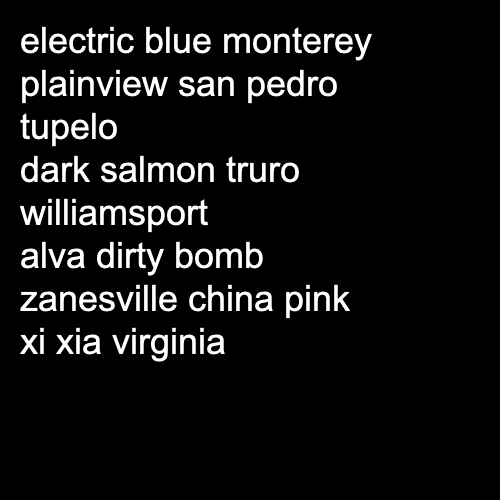 electric blue monterey
plainview san pedro
tupelo
dark salmon truro
williamsport
alva dirty bomb
zanesville china pink
xi xia virginia